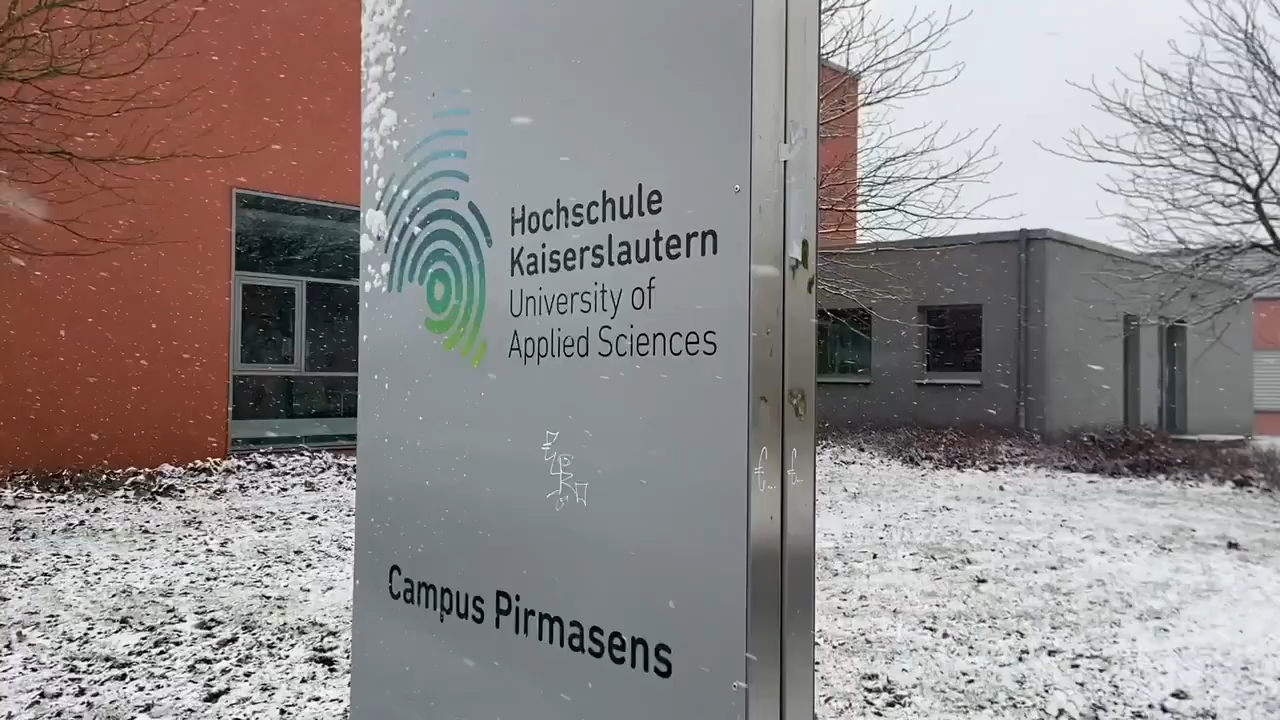 Hochschule
Kaiserslautern
University of
Applied Sciences
Campus Pirmasens